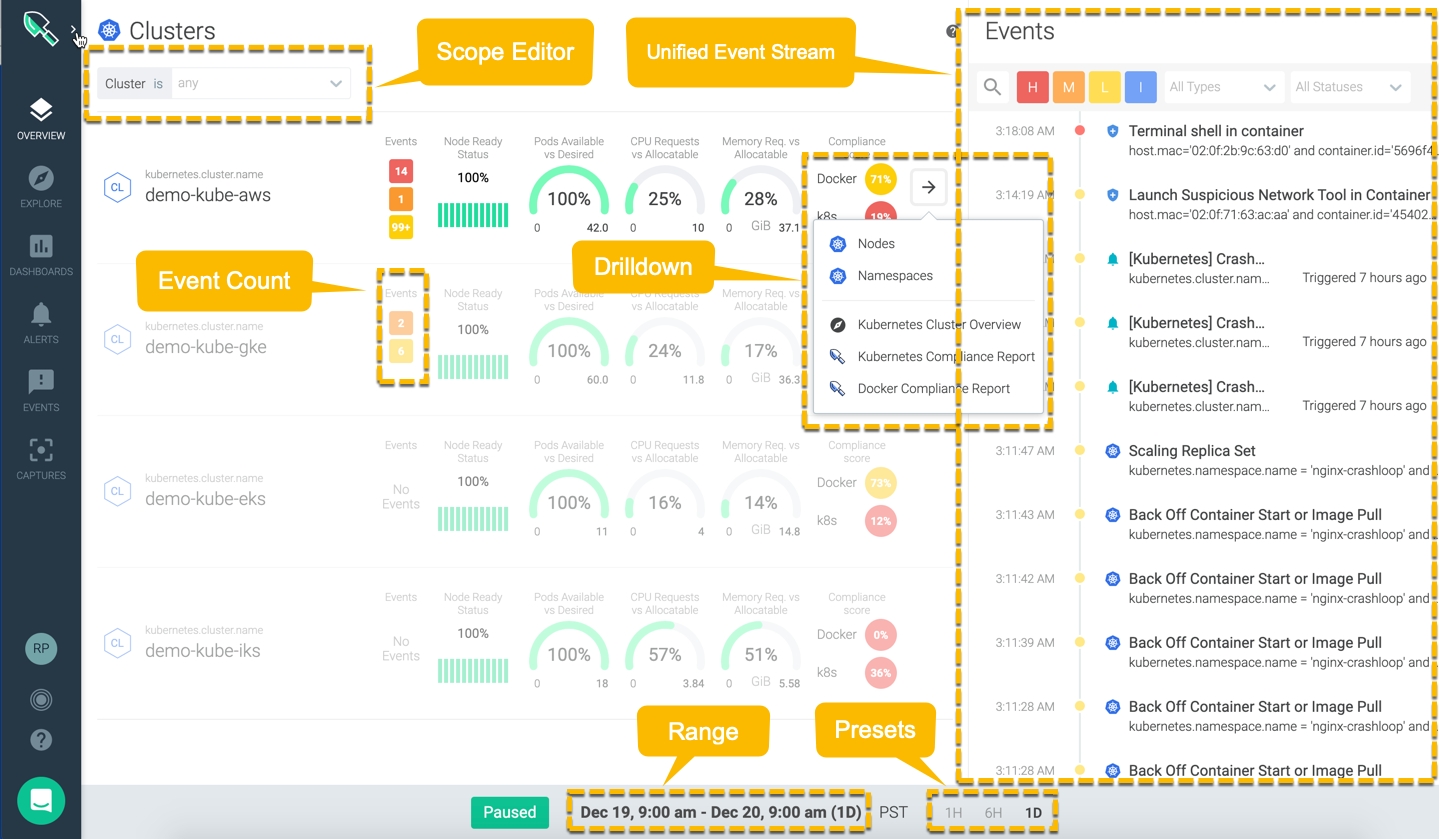 Clusters
Scope Editor
Unified Event Stream
Events
Cluster is any
H M L I All Types All Statuses
OVERVIEW
EXPLORE
DASHBOARDS
ALERTS
EVENTS
CAPTURES
RP
?
Events
Node Ready
Status
Pods Available
vs Desired
CPU Requests
vs Allocatable
Memory Req. vs
Allocatable
Compliance
CL
kubernetes.cluster.name
demo-kube-aws
14
1
99+
100%
100%
0 42.0
25%
0 10
28%
0 GiB 37.1
Docker 71%
k8s 19%
Event Count
Drilldown
Nodes
Namespaces
Kubernetes Cluster Overview
Kubernetes Compliance Report
Docker Compliance Report
Events
Node Ready
Status
Pods Available
vs Desired
CPU Requests
vs Allocatable
Memory Req. vs
Allocatable
CL
kubernetes.cluster.name
demo-kube-gke
2
6
100%
100%
0 60.0
24%
0 11.8
17%
0 GiB 36.3
Events
Node Ready
Status
Pods Available
vs Desired
CPU Requests
vs Allocatable
Memory Req. vs
Allocatable
Compliance
score
CL
kubernetes.cluster.name
demo-kube-eks
No
Events
100%
100%
0 11
16%
0 4
14%
0 GiB 14.8
Docker 73%
k8s 12%
Events
Node Ready
Status
Pods Available
vs Desired
CPU Requests
vs Allocatable
Memory Req. vs
Allocatable
Compliance
score
CL
kubernetes.cluster.name
demo-kube-iks
No
Events
100%
100%
0 18
57%
0 3.84
51%
0 GiB 5.58
Docker 0%
k8s 36%
3:18:08 AM Terminal shell in container
host.mac='02:0f:2b:9c:63:d0' and container.id='5696f4
3:14:19 AM Launch Suspicious Network Tool in Container
host.mac='02:0f:71:63:ac:aa' and container.id='45402...
[Kubernetes] Crash...
kubernetes.cluster.nam... Triggered 7 hours ago
[Kubernetes] Crash...
kubernetes.cluster.nam... Triggered 7 hours ago
[Kubernetes] Crash...
kubernetes.cluster.nam... Triggered 7 hours ago
3:11:47 AM Scaling Replica Set
kubernetes.namespace.name = 'nginx-crashloop' and
3:11:43 AM Back Off Container Start or Image Pull
kubernetes.namespace.name = 'nginx-crashloop' and
3:11:42 AM Back Off Container Start or Image Pull
kubernetes.namespace.name = 'nginx-crashloop' and
3:11:39 AM Back Off Container Start or Image Pull
kubernetes.namespace.name = 'nginx-crashloop' and
3:11:28 AM Back Off Container Start or Image Pull
kubernetes.namespace.name = 'nginx-crashloop' and
3:11:28 AM Back Off Container Start or Image Pull
Range
Presets
Paused Dec 19, 9:00 am - Dec 20, 9:00 am (1D) PST 1H 6H 1D